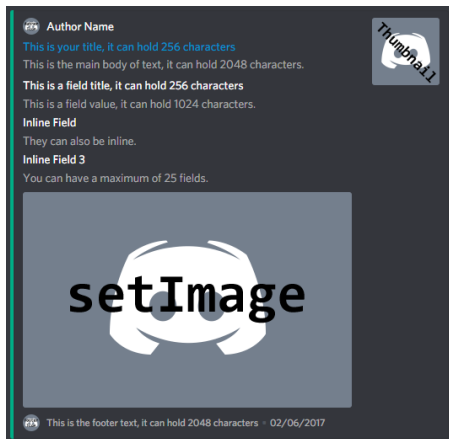 Author Name
Thumbnail
This is your title, it can hold 256 characters
This is the main body of text, it can hold 2048 characters.
This is a field title, it can hold 256 characters
This is a field value, it can hold 1024 characters.
Inline Field
They can also be inline.
Inline Field 3
You can have a maximum of 25 fields.
setImage
This is the footer text, it can hold 2048 characters • 02/06/2017